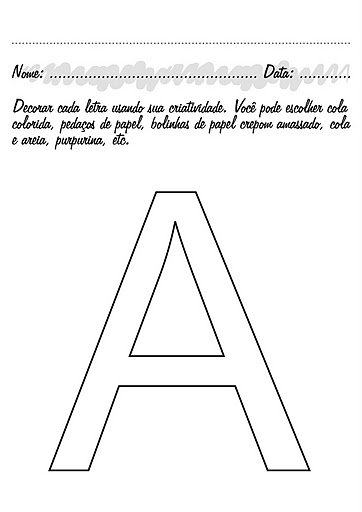 Nome: ................................................ Data: ............
Decorar cada letra usando sua criatividade. Você pode escolher cola
colorida, pedaços de papel, bolinhas de papel crepom amassado, cola
e areia, purpurina, etc.
A